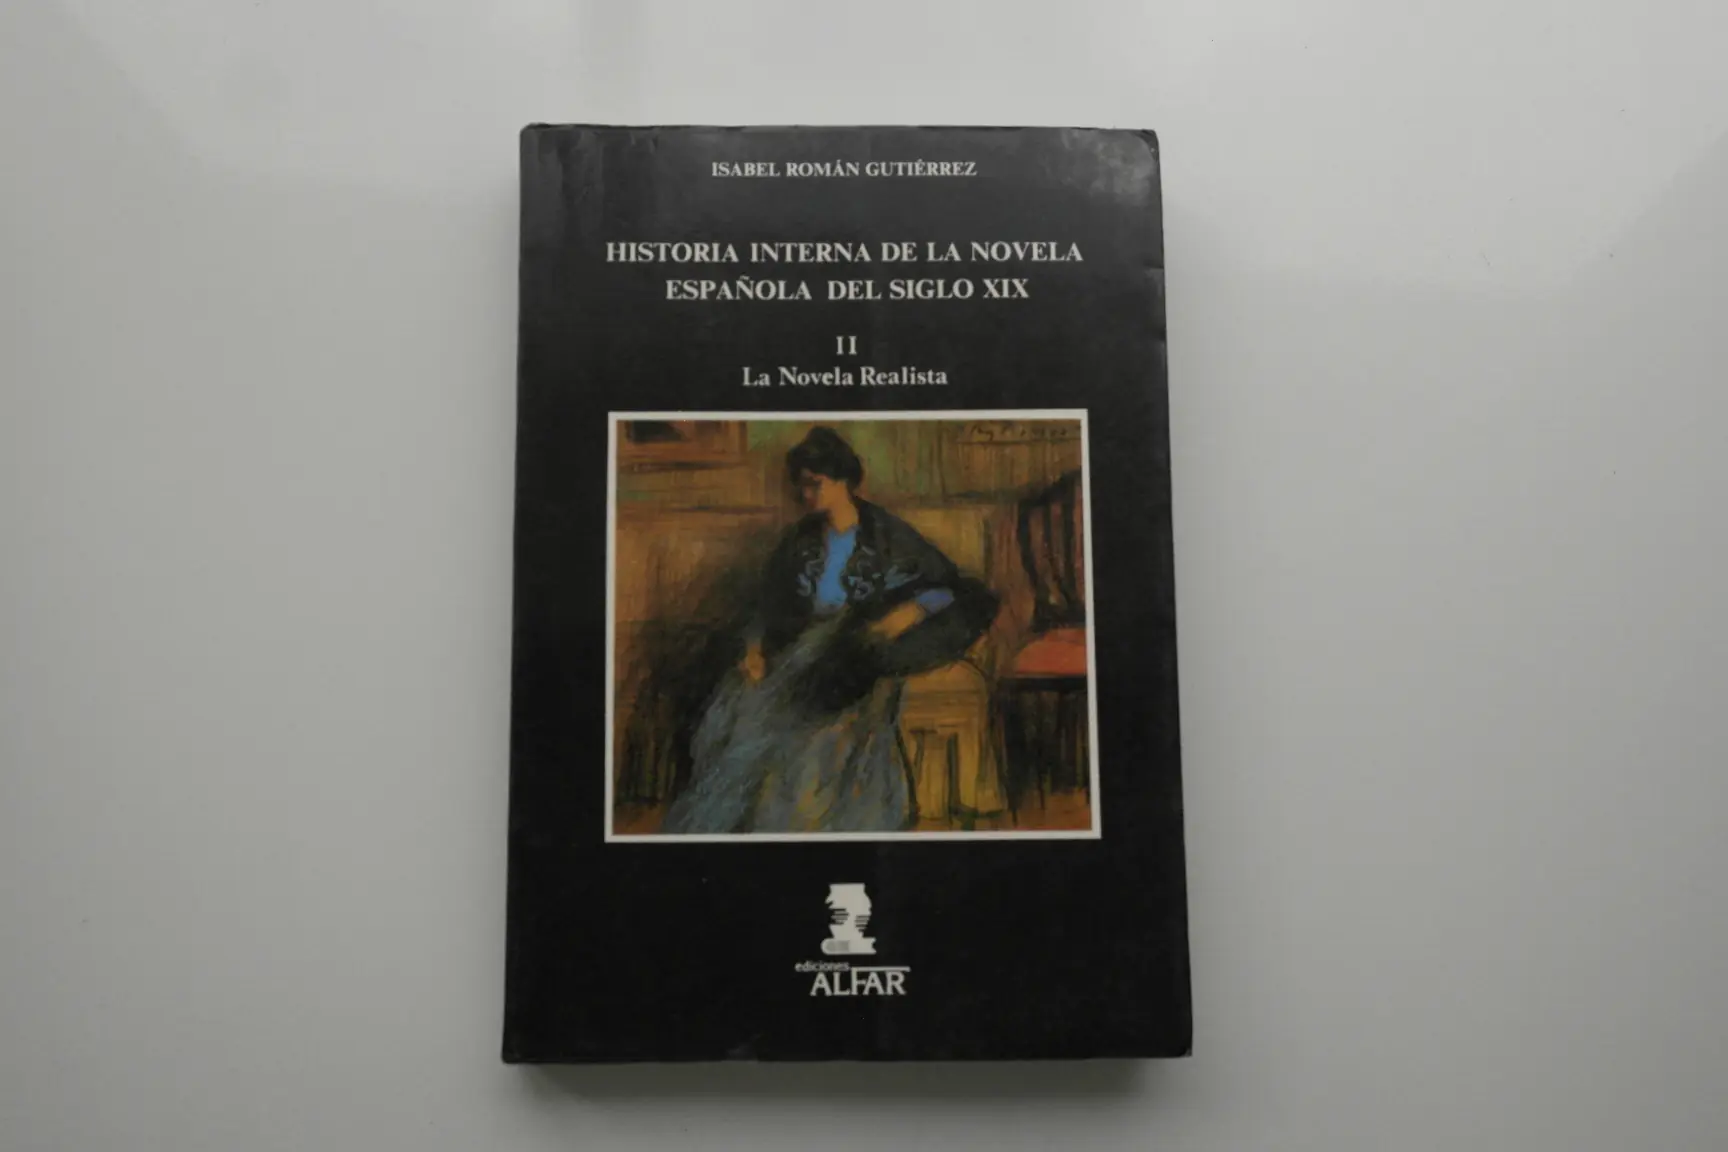 ISABEL ROMÁN GUTIÉRREZ
HISTORIA INTERNA DE LA NOVELA
ESPAÑOLA DEL SIGLO XIX
II
La Novela Realista
ediciones
ALFAR